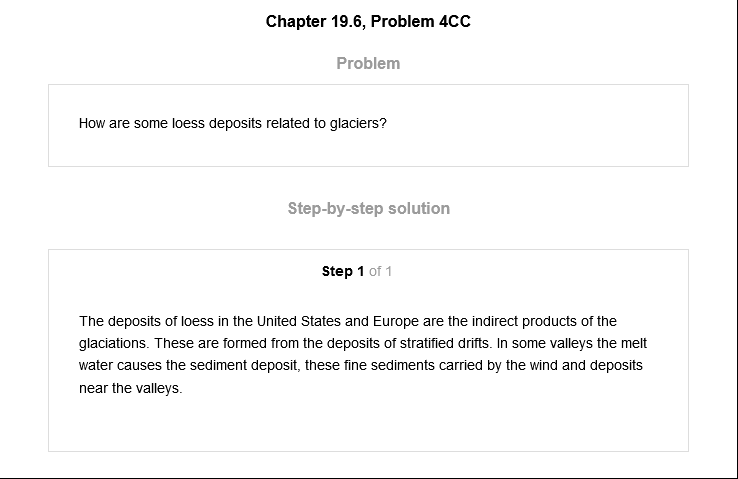 Chapter 19.6, Problem 4CC
Problem
How are some loess deposits related to glaciers?
Step-by-step solution
Step 1 of 1
The deposits of loess in the United States and Europe are the indirect products of the
glaciations. These are formed from the deposits of stratified drifts. In some valleys the melt
water causes the sediment deposit, these fine sediments carried by the wind and deposits
near the valleys.